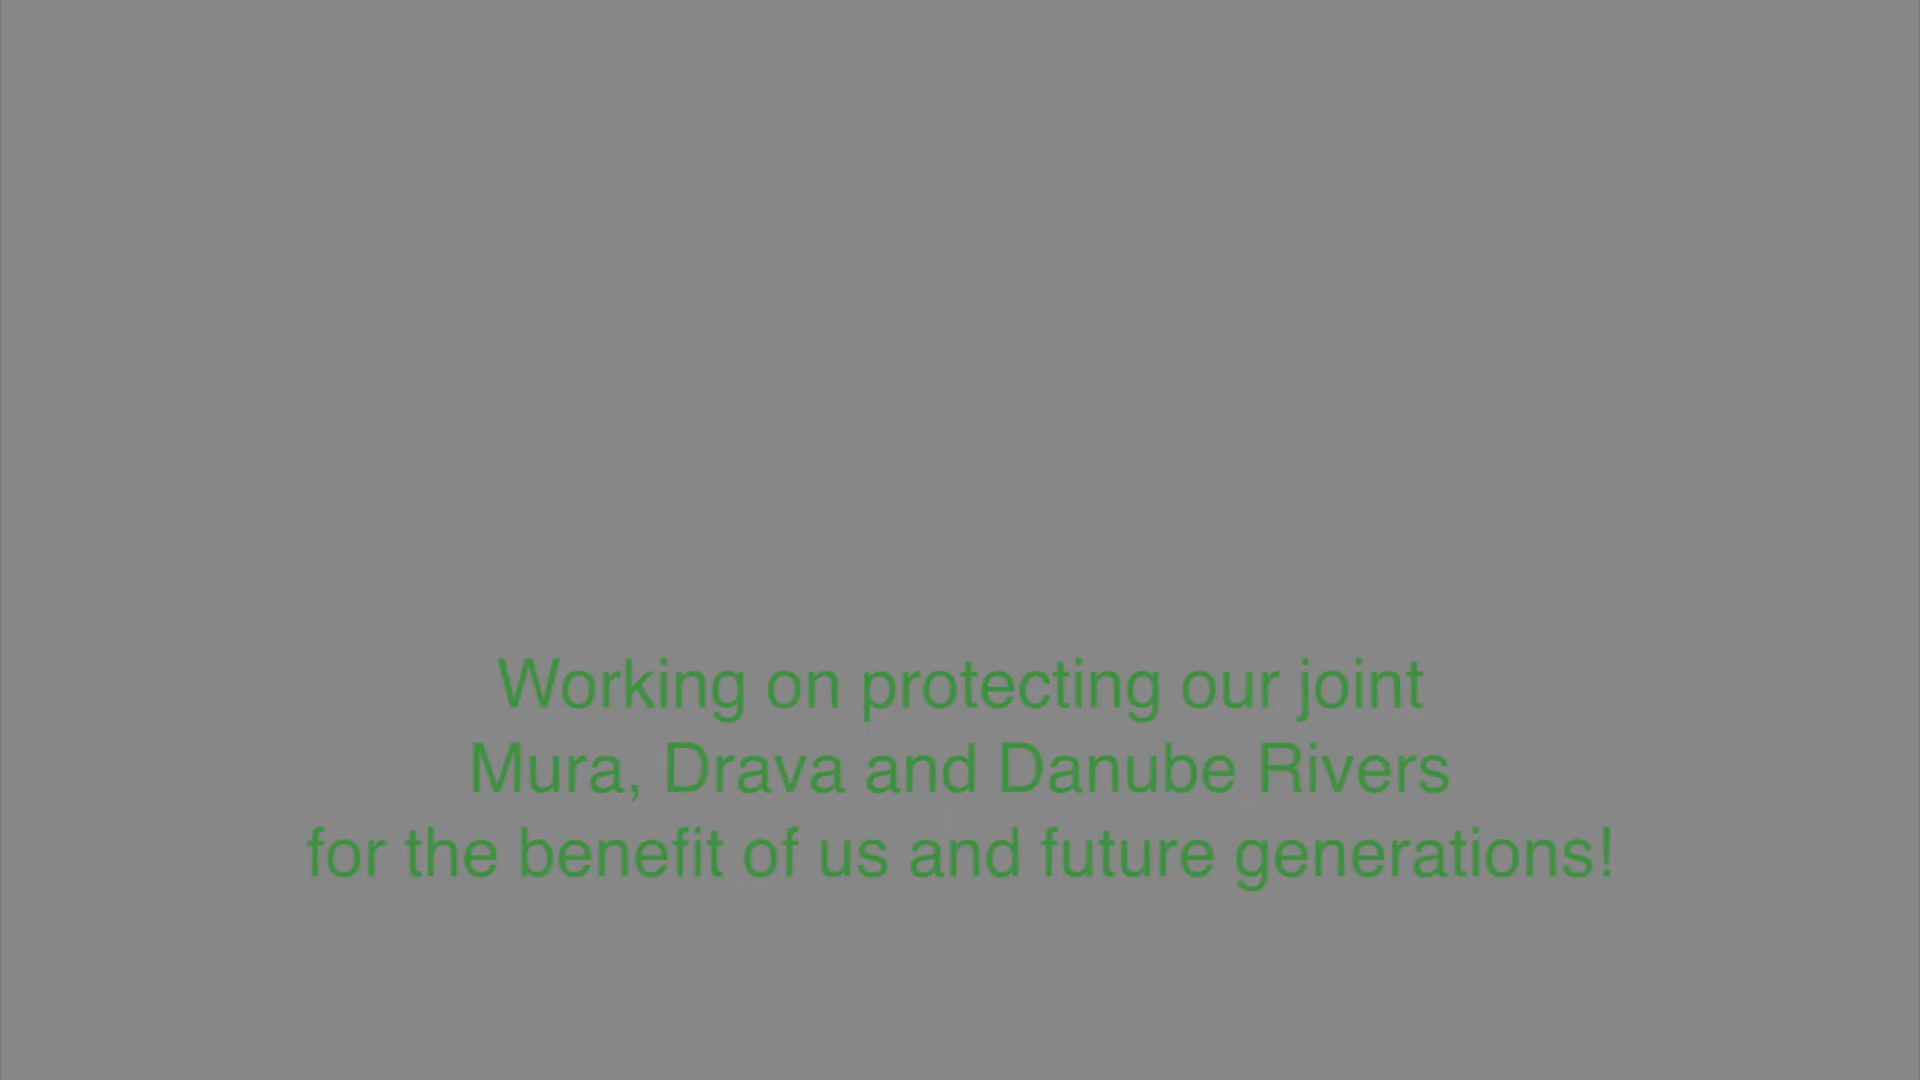 Working on protecting our joint
Mura, Drava and Danube Rivers
for the benefit of us and future generations!